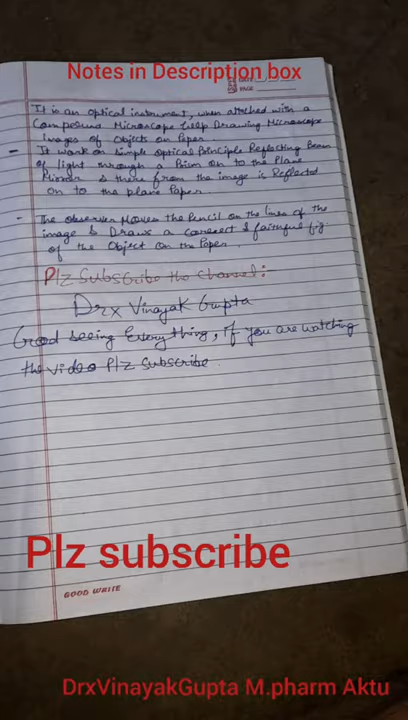 Notes in Description box
DATE
PAGE
It is an optical instrument, when attached with a
Compound Microscope help Drawing Microscope
images of Objects on Paper
- It work on simple optical Principle Reflecting Beam
of light through a Prism on to the Plane
Mirror & there from the image is Reflected
on to the plane Paper.
- The observer Moves the Pencil on the lines of the
image & Draws a correct & faithful fig
of the Object on the Paper.
Plz Subscribe the Channel:
Drx Vinayak Gupta
Good seeing Every thing, if you are watching
the video Plz subscribe
Plz subscribe
GOOD WRITE
DrxVinayakGupta M.pharm Aktu